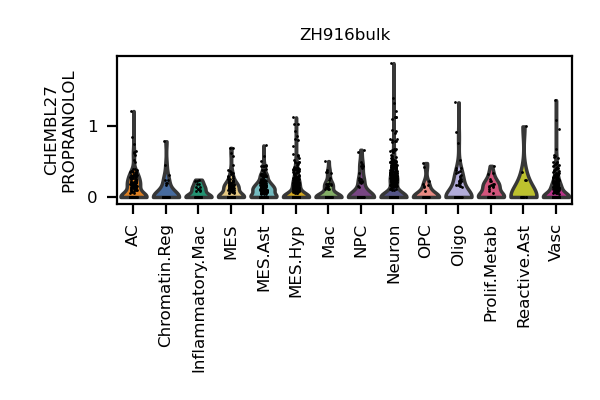 ZH916bulk
CHEMBL27
PROPRANOLOL
1
0
AC
Chromatin.Reg
Inflammatory.Mac
MES
MES.Ast
MES.Hyp
Mac
NPC
Neuron
OPC
Oligo
Prolif.Metab
Reactive.Ast
Vasc